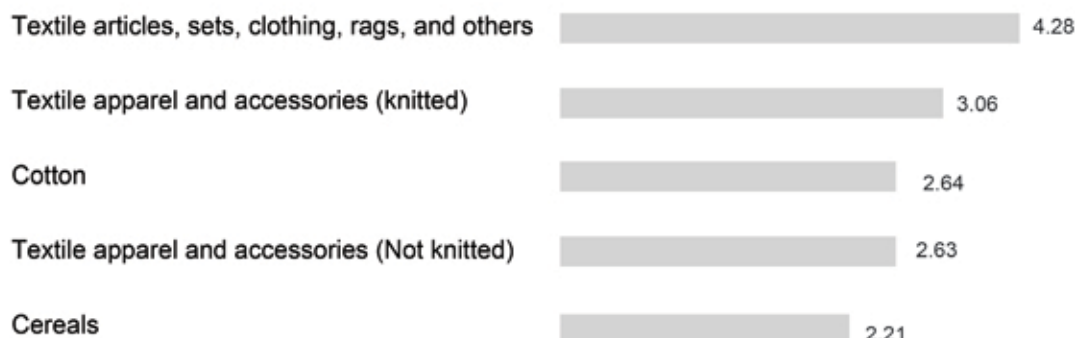 Textile articles, sets, clothing, rags, and others 4.28
Textile apparel and accessories (knitted) 3.06
Cotton 2.64
Textile apparel and accessories (Not knitted) 2.63
Cereals 2.21